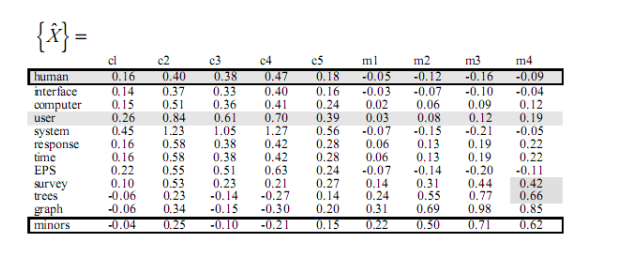 {X̂} =
c1 c2 c3 c4 c5 m1 m2 m3 m4
human 0.16 0.40 0.38 0.47 0.18 -0.05 -0.12 -0.16 -0.09
interface 0.14 0.37 0.33 0.40 0.16 -0.03 -0.07 -0.10 -0.04
computer 0.15 0.51 0.36 0.41 0.24 0.02 0.06 0.09 0.12
user 0.26 0.84 0.61 0.70 0.39 0.03 0.08 0.12 0.19
system 0.45 1.23 1.05 1.27 0.56 -0.07 -0.15 -0.21 -0.05
response 0.16 0.58 0.38 0.42 0.28 0.06 0.13 0.19 0.22
time 0.16 0.58 0.38 0.42 0.28 0.06 0.13 0.19 0.22
EPS 0.22 0.55 0.51 0.63 0.24 -0.07 -0.14 -0.20 -0.11
survey 0.10 0.53 0.23 0.21 0.27 0.14 0.31 0.44 0.42
trees -0.06 0.23 -0.14 -0.27 0.14 0.24 0.55 0.77 0.66
graph -0.06 0.34 -0.15 -0.30 0.20 0.31 0.69 0.98 0.85
minors -0.04 0.25 -0.10 -0.21 0.15 0.22 0.50 0.71 0.62